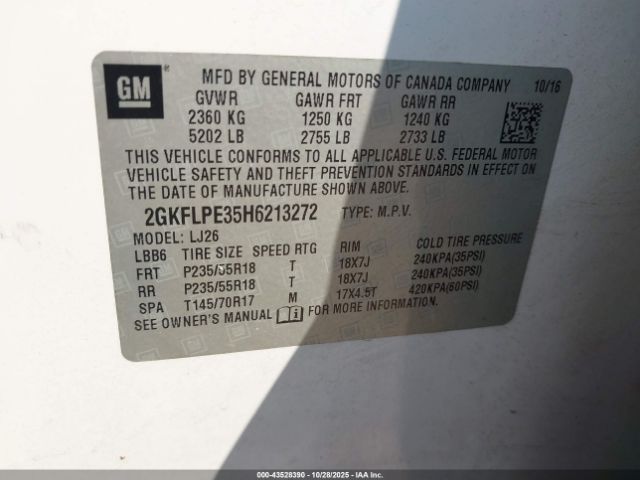 GM
MFD BY GENERAL MOTORS OF CANADA COMPANY 10/16
GVWR GAWR FRT GAWR RR
2360 KG 1250 KG 1240 KG
5202 LB 2755 LB 2733 LB
THIS VEHICLE CONFORMS TO ALL APPLICABLE U.S. FEDERAL MOTOR
VEHICLE SAFETY AND THEFT PREVENTION STANDARDS IN EFFECT ON
THE DATE OF MANUFACTURE SHOWN ABOVE.
2GKFLPE35H6213272 TYPE: M.P.V.
MODEL: LJ26
LBB6 TIRE SIZE SPEED RTG RIM COLD TIRE PRESSURE
FRT P235/55R18 T 18X7J 240KPA(35PSI)
RR P235/55R18 T 18X7J 240KPA(35PSI)
SPA T145/70R17 M 17X4.5T 420KPA(60PSI)
SEE OWNER'S MANUAL FOR MORE INFORMATION.
000-43528390 - 10/28/2025 - IAAI.COM